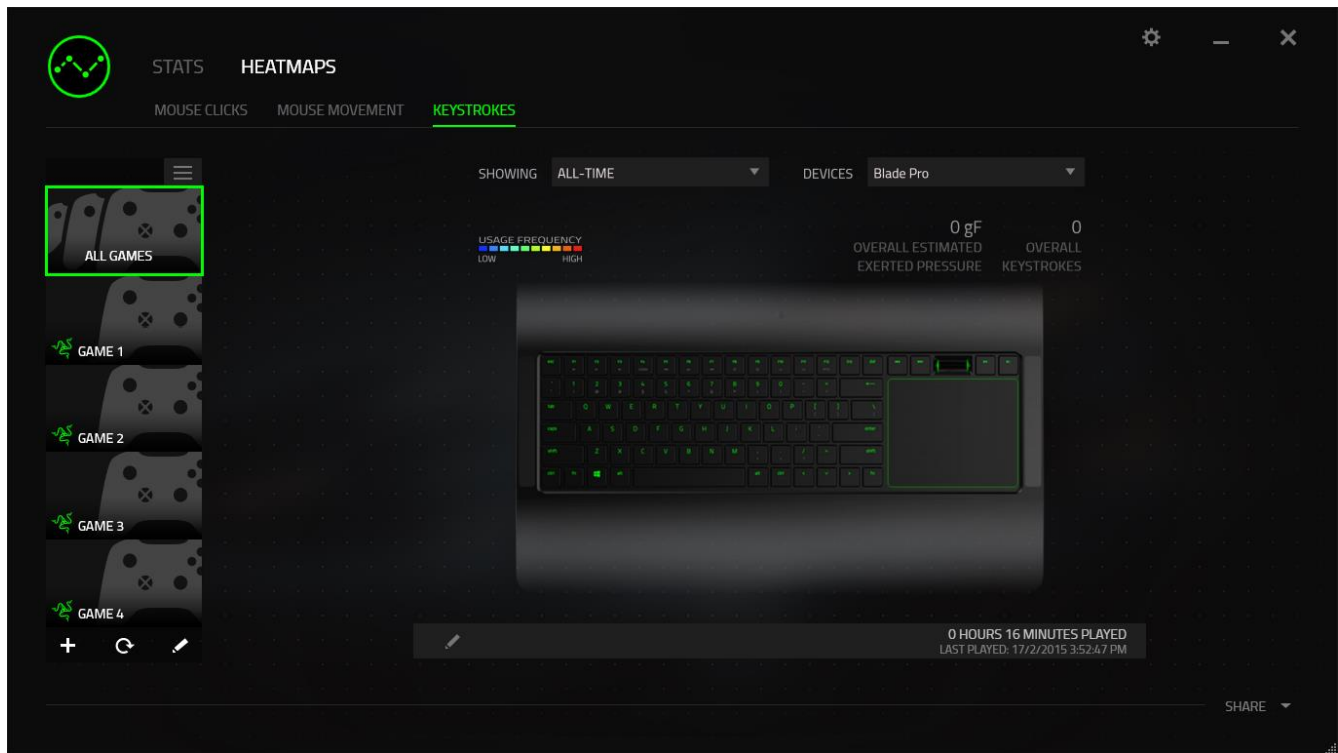 STATS HEATMAPS
MOUSE CLICKS MOUSE MOVEMENT KEYSTROKES
SHOWING ALL-TIME DEVICES Blade Pro
USAGE FREQUENCY
LOW HIGH
0 gF 0
OVERALL ESTIMATED OVERALL
EXERTED PRESSURE KEYSTROKES
ALL GAMES
GAME 1
GAME 2
GAME 3
GAME 4
Q W E R T Y U I O P [ ] \
A S D F G H J K L
Z X C V B N M
0 HOURS 16 MINUTES PLAYED
LAST PLAYED: 17/2/2015 3:52:47 PM
SHARE